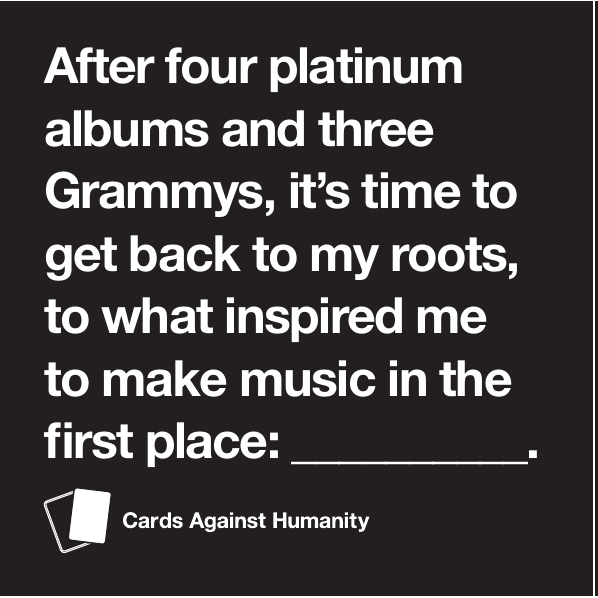 After four platinum
albums and three
Grammys, it’s time to
get back to my roots,
to what inspired me
to make music in the
first place: __________.
Cards Against Humanity